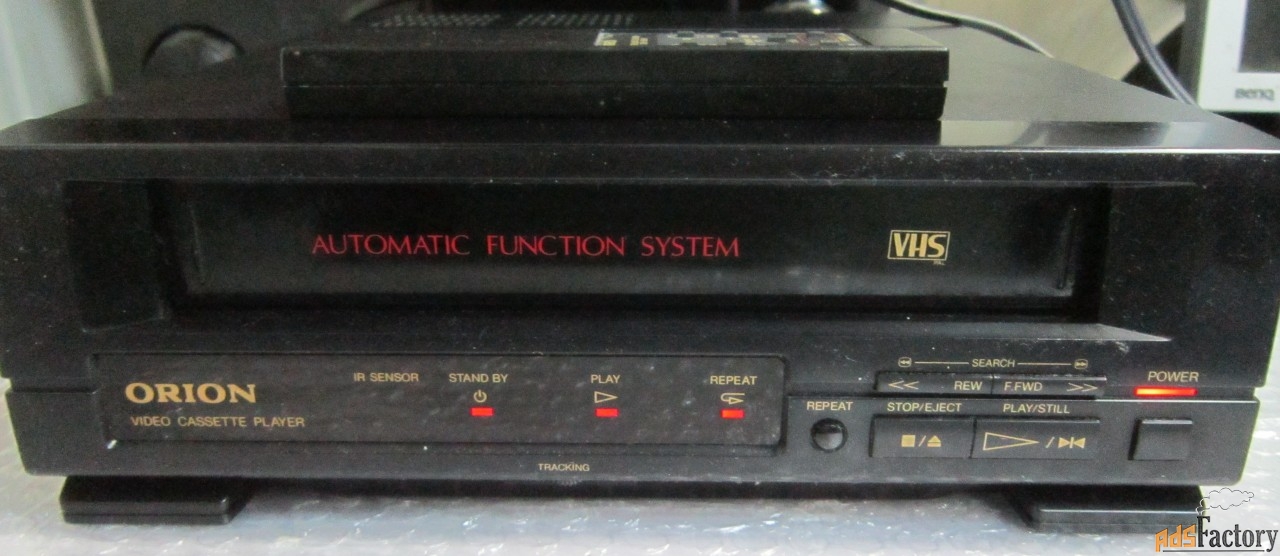 benq
AUTOMATIC FUNCTION SYSTEM
VHS
SEARCH
ORION
IR SENSOR
STAND BY
PLAY
REPEAT
REW
F.FWD
POWER
VIDEO CASSETTE PLAYER
REPEAT
STOP/EJECT
PLAY/STILL
TRACKING
AdsFactory